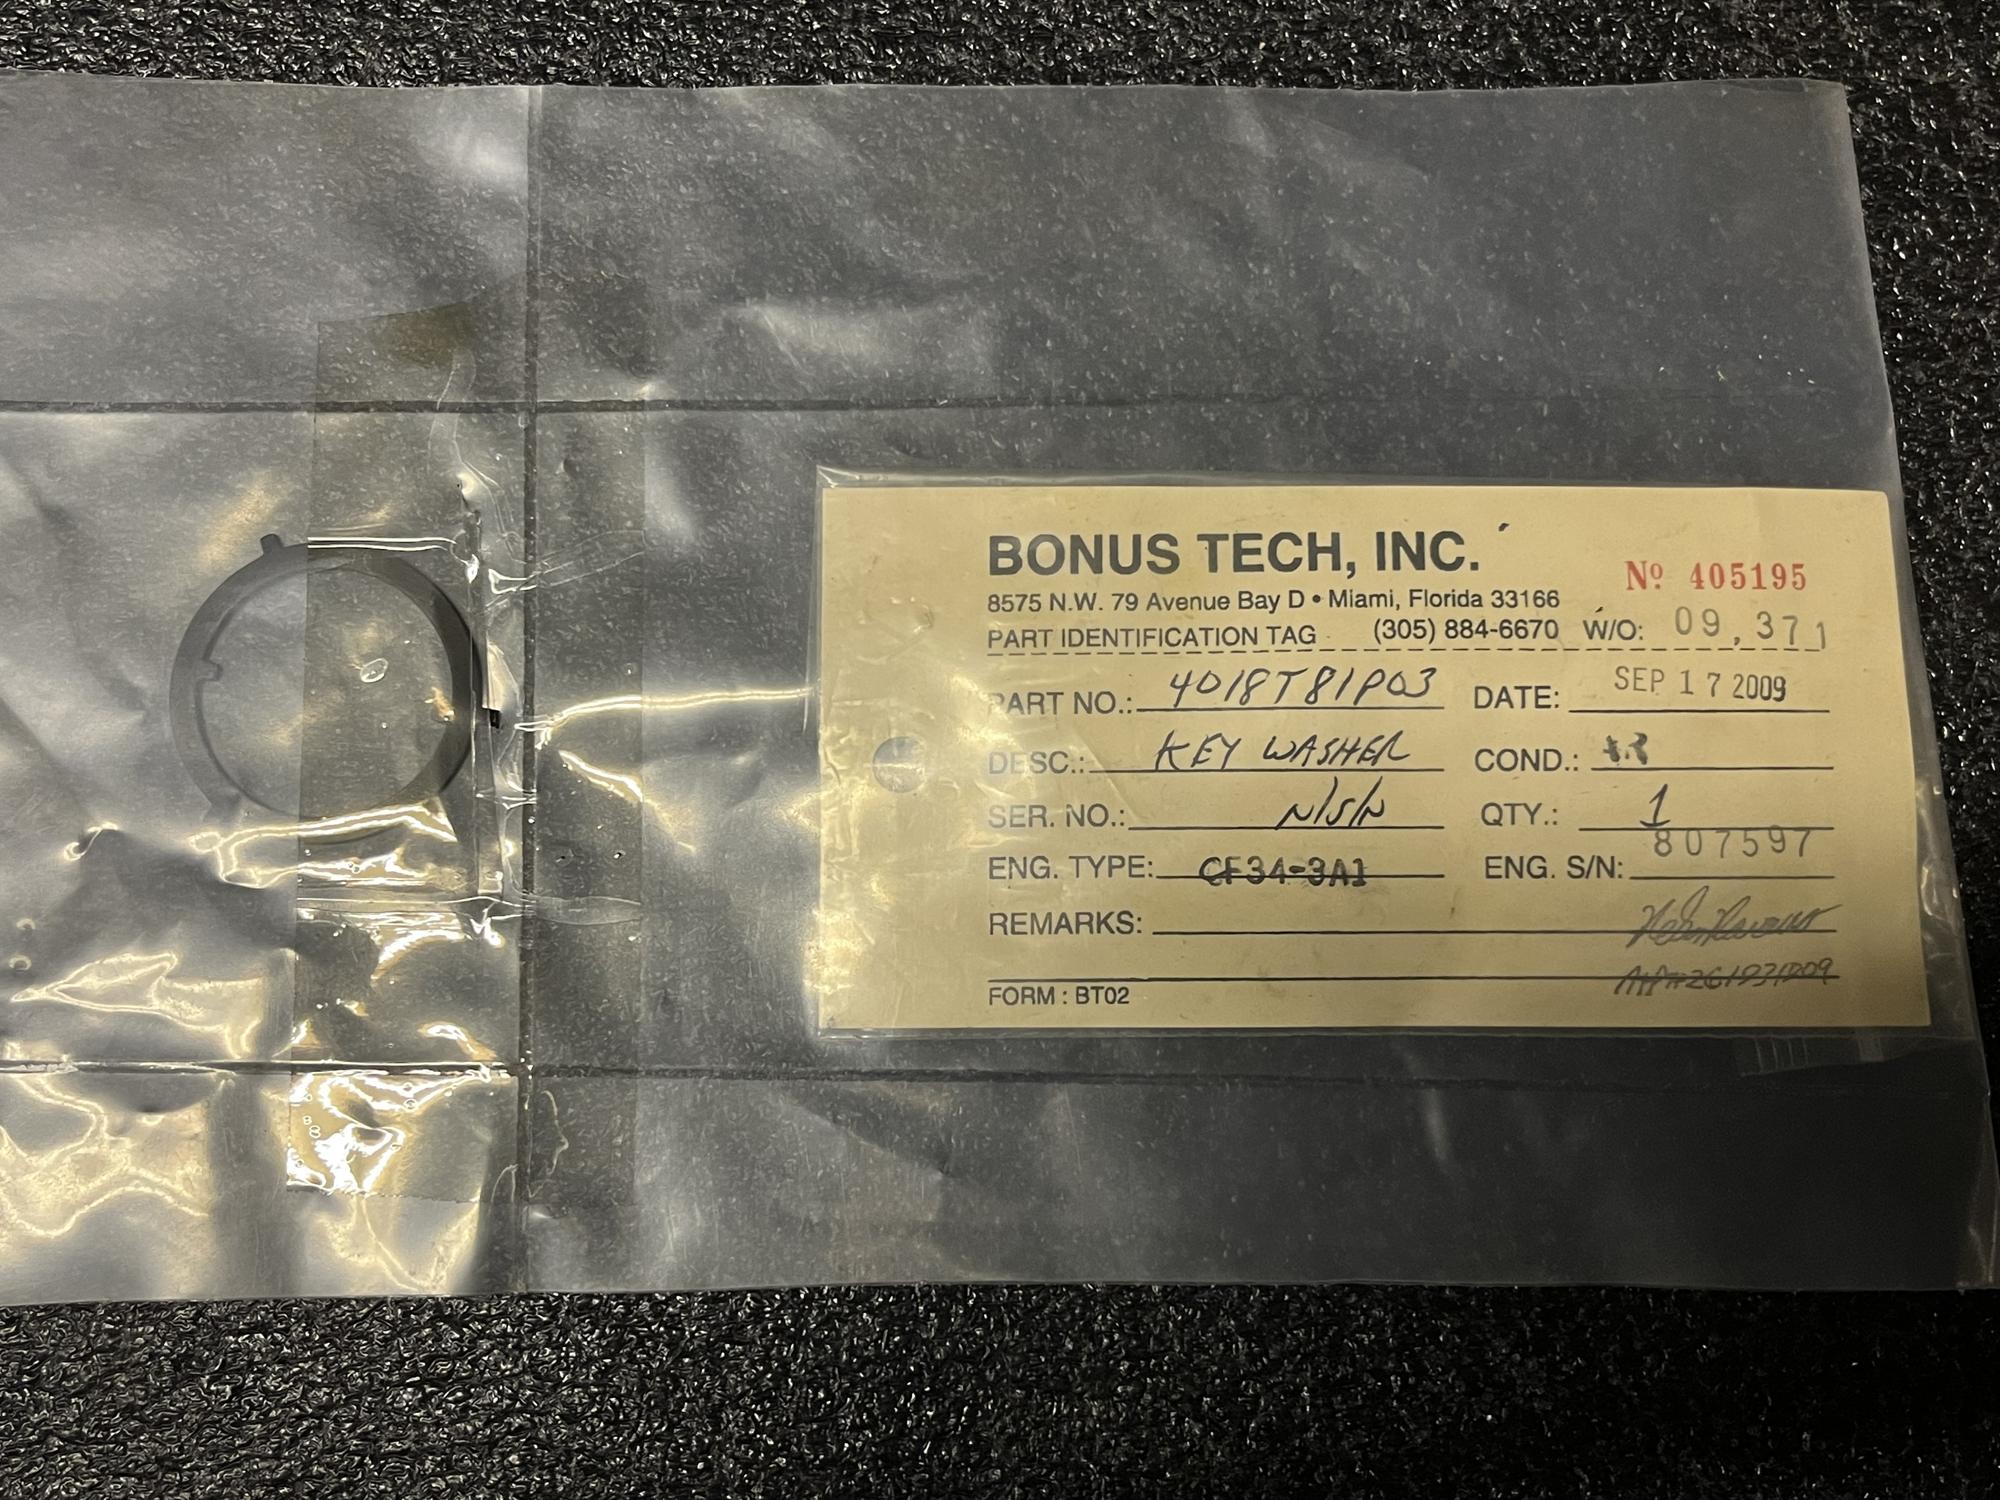 BONUS TECH, INC.
Nº 405195
8575 N.W. 79 Avenue Bay D • Miami, Florida 33166
PART IDENTIFICATION TAG (305) 884-6670 W/O: 09,371
PART NO.: 4018T81P03 DATE: SEP 17 2009
DESC.: KEY WASHER COND.:
SER. NO.: N/S/N QTY.: 1
ENG. TYPE: CF34-3A1 ENG. S/N: 807597
REMARKS:
FORM : BT02